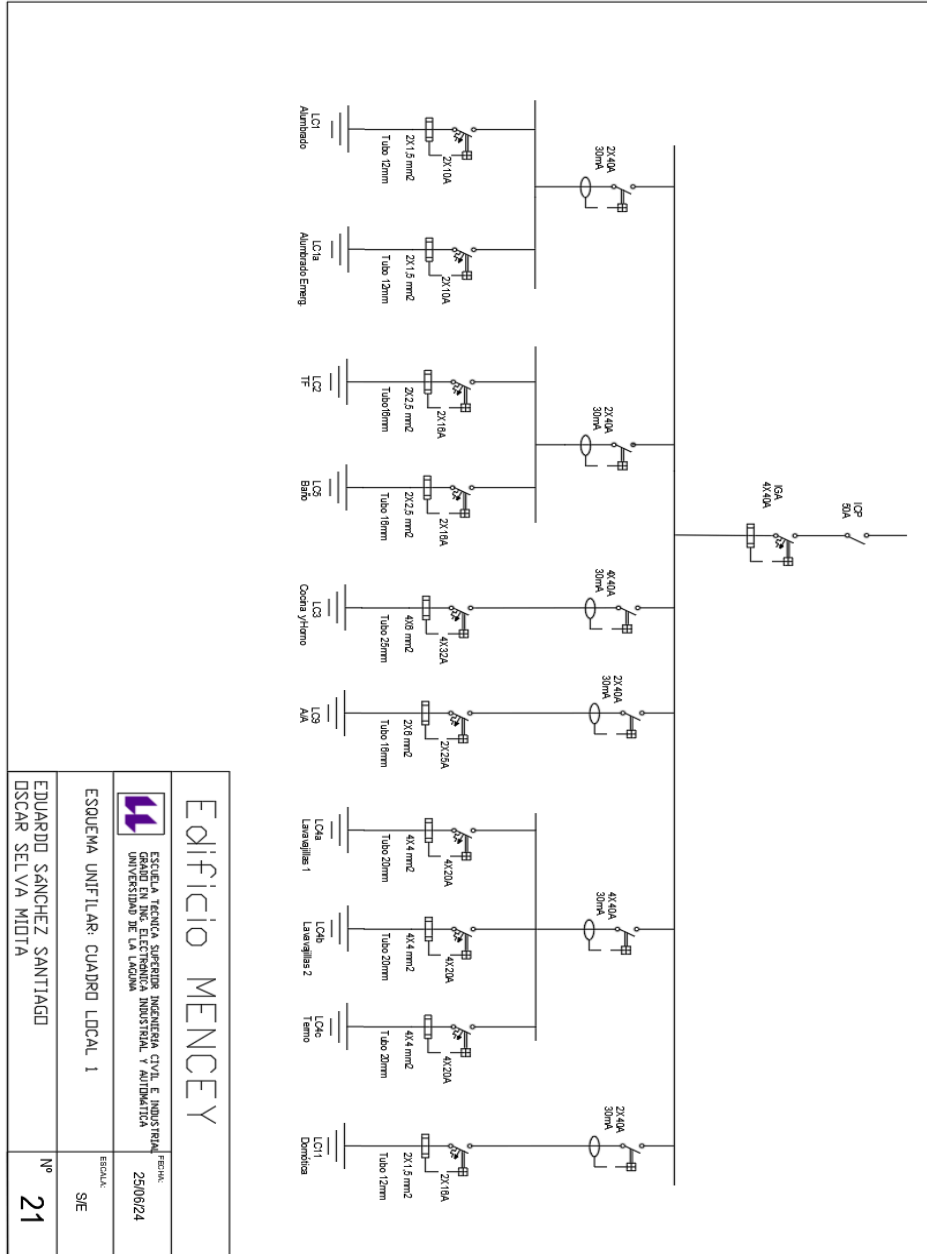 ICP
50A
IGA
4X40A
2X40A
30mA
2X40A
30mA
4X40A
30mA
2X40A
30mA
4X40A
30mA
2X40A
30mA
2X10A
2X1,5 mm2
Tubo 12mm
LC1
Alumbrado
2X10A
2X1,5 mm2
Tubo 12mm
LC1a
Alumbrado Emerg.
2X16A
2X2,5 mm2
Tubo16mm
LC2
TF
2X16A
2X2,5 mm2
Tubo 16mm
LC5
Baño
4X32A
4X6 mm2
Tubo 25mm
LC3
Cocina y Horno
2X25A
2X6 mm2
Tubo 16mm
LC9
A/A
4X20A
4X4 mm2
Tubo 20mm
LC4a
Lavavajillas 1
4X20A
4X4 mm2
Tubo 20mm
LC4b
Lavavajillas 2
4X20A
4X4 mm2
Tubo 20mm
LC4c
Termo
2X16A
2X1,5 mm2
Tubo 12mm
LC11
Domótica
Edificio MENCEY
ESCUELA TÉCNICA SUPERIOR INGENIERIA CIVIL E INDUSTRIAL
GRADO EN ING. ELECTRÓNICA INDUSTRIAL Y AUTOMÁTICA
UNIVERSIDAD DE LA LAGUNA
FECHA:
25/06/24
ESQUEMA UNIFILAR: CUADRO LOCAL 1
ESCALA:
S/E
EDUARDO SÁNCHEZ SANTIAGO
OSCAR SELVA MIOTA
Nº
21